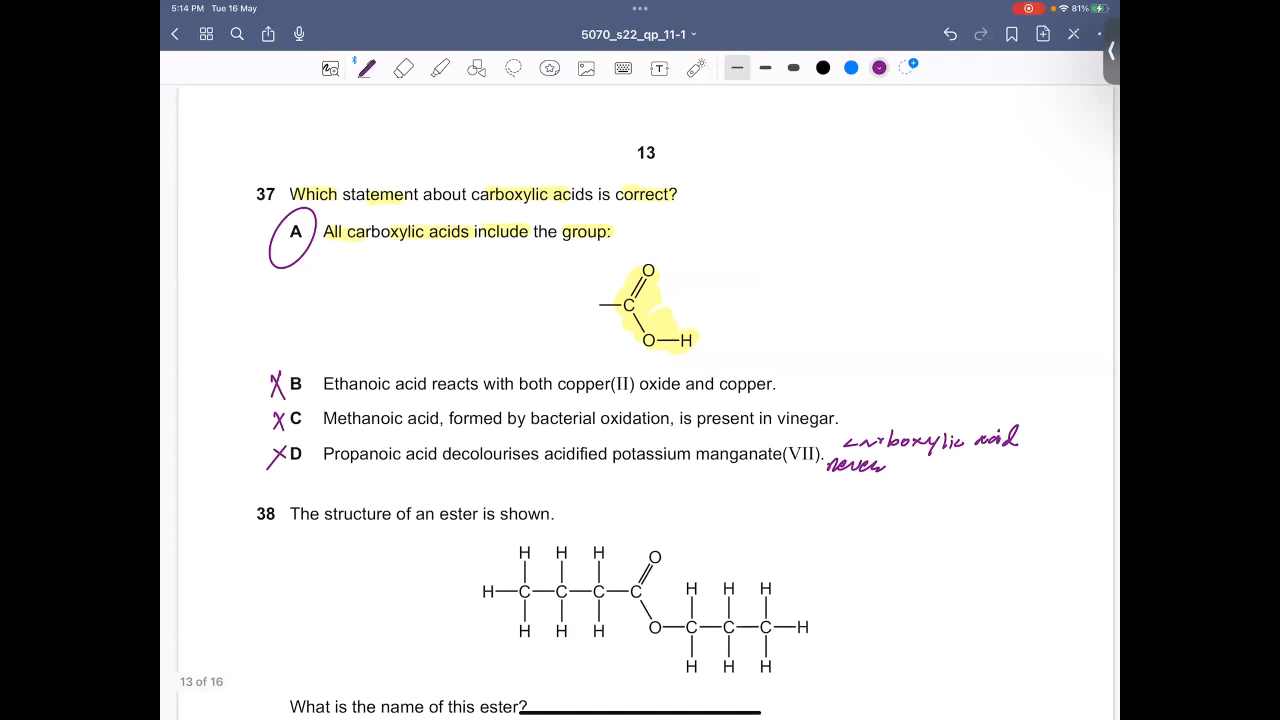 5:14 PM Tue 16 May
81%
5070_s22_qp_11-1
13
37 Which statement about carboxylic acids is correct?
A All carboxylic acids include the group:
O
C
O H
B Ethanoic acid reacts with both copper(II) oxide and copper.
C Methanoic acid, formed by bacterial oxidation, is present in vinegar.
D Propanoic acid decolourises acidified potassium manganate(VII). carboxylic acid
never
38 The structure of an ester is shown.
H H H O
H C C C C H H H
H H H O C C C H
H H H
13 of 16
What is the name of this ester?